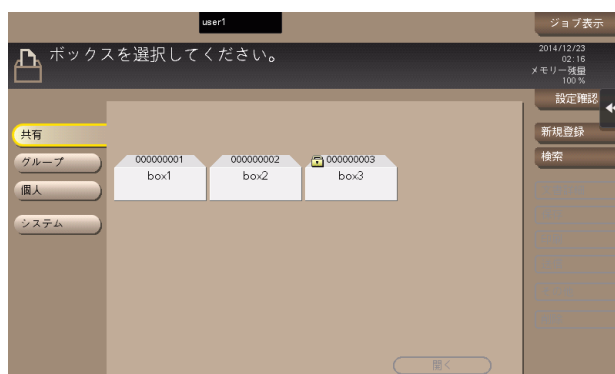 user1
ジョブ表示
ボックスを選択してください。
2014/12/23
02:16
メモリー残量
100 %
設定確認
共有
新規登録
グループ
検索
000000001
000000002
000000003
box1
box2
box3
個人
システム
開く